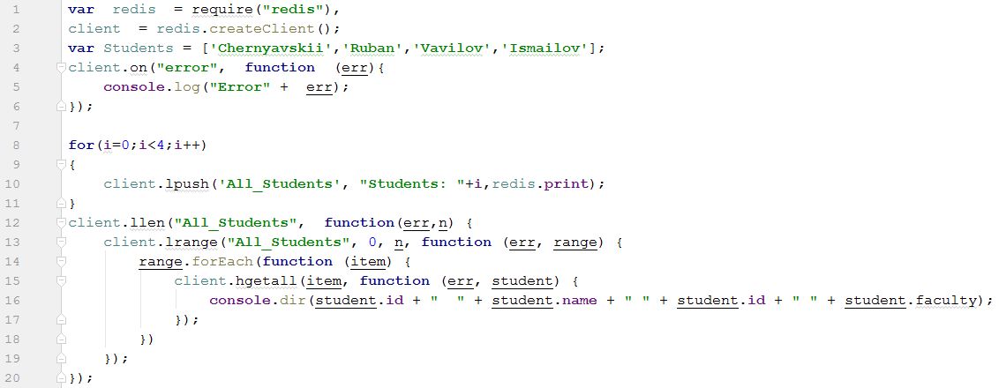 1 var redis = require("redis"),
2 client = redis.createClient();
3 var Students = ['Chernyavskii','Ruban','Vavilov','Ismailov'];
4 client.on("error", function (err){
5 console.log("Error" + err);
6 });
7
8 for(i=0;i<4;i++)
9 {
10 client.lpush('All_Students', "Students: "+i,redis.print);
11 }
12 client.llen("All_Students", function(err,n) {
13 client.lrange("All_Students", 0, n, function (err, range) {
14 range.forEach(function (item) {
15 client.hgetall(item, function (err, student) {
16 console.dir(student.id + "  " + student.name + " " + student.id + " " + student.faculty);
17 });
18 })
19 });
20 });